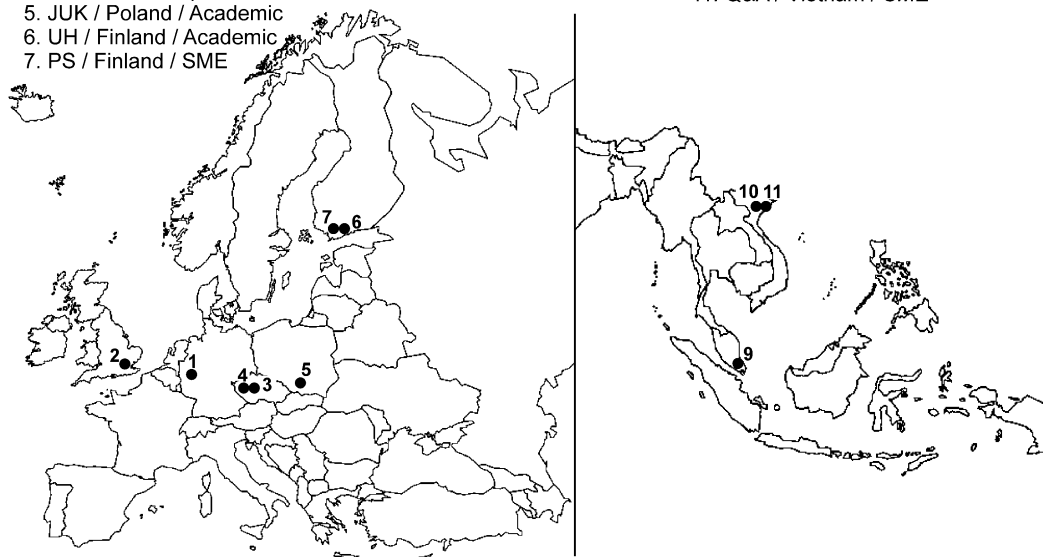 5. JUK / Poland / Academic
6. UH / Finland / Academic
7. PS / Finland / SME
10 11
7 6
9
2
1
4 3
5